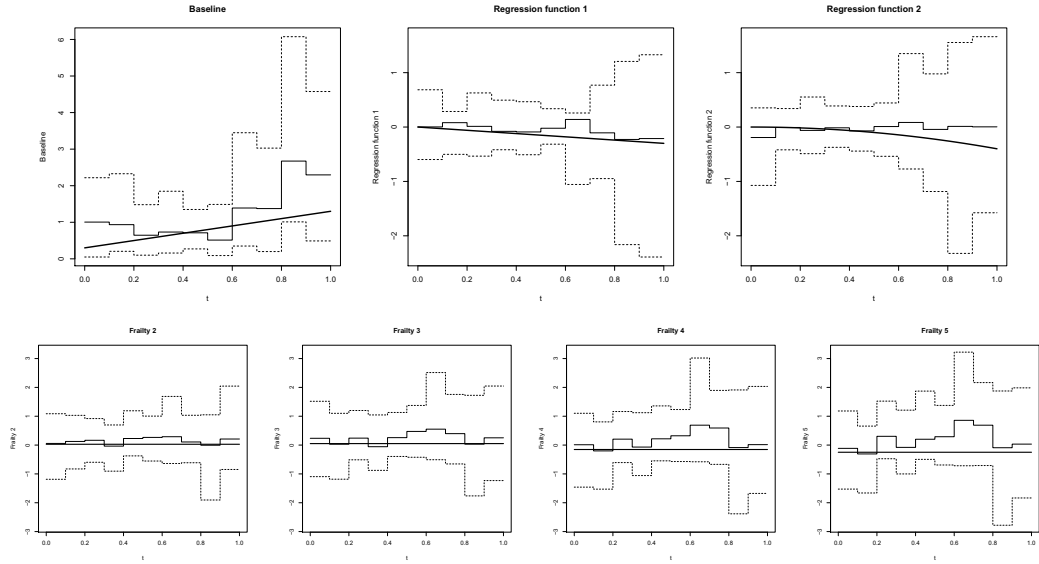 Baseline
Regression function 1
Regression function 2
Baseline
0 1 2 3 4 5 6
0.0 0.2 0.4 0.6 0.8 1.0
t
Regression function 1
-2 -1 0 1
0.0 0.2 0.4 0.6 0.8 1.0
t
Regression function 2
-2 -1 0 1
0.0 0.2 0.4 0.6 0.8 1.0
t
Frailty 2
Frailty 3
Frailty 4
Frailty 5
Frailty 2
-3 -2 -1 0 1 2 3
0.0 0.2 0.4 0.6 0.8 1.0
t
Frailty 3
-3 -2 -1 0 1 2 3
0.0 0.2 0.4 0.6 0.8 1.0
t
Frailty 4
-3 -2 -1 0 1 2 3
0.0 0.2 0.4 0.6 0.8 1.0
t
Frailty 5
-3 -2 -1 0 1 2 3
0.0 0.2 0.4 0.6 0.8 1.0
t